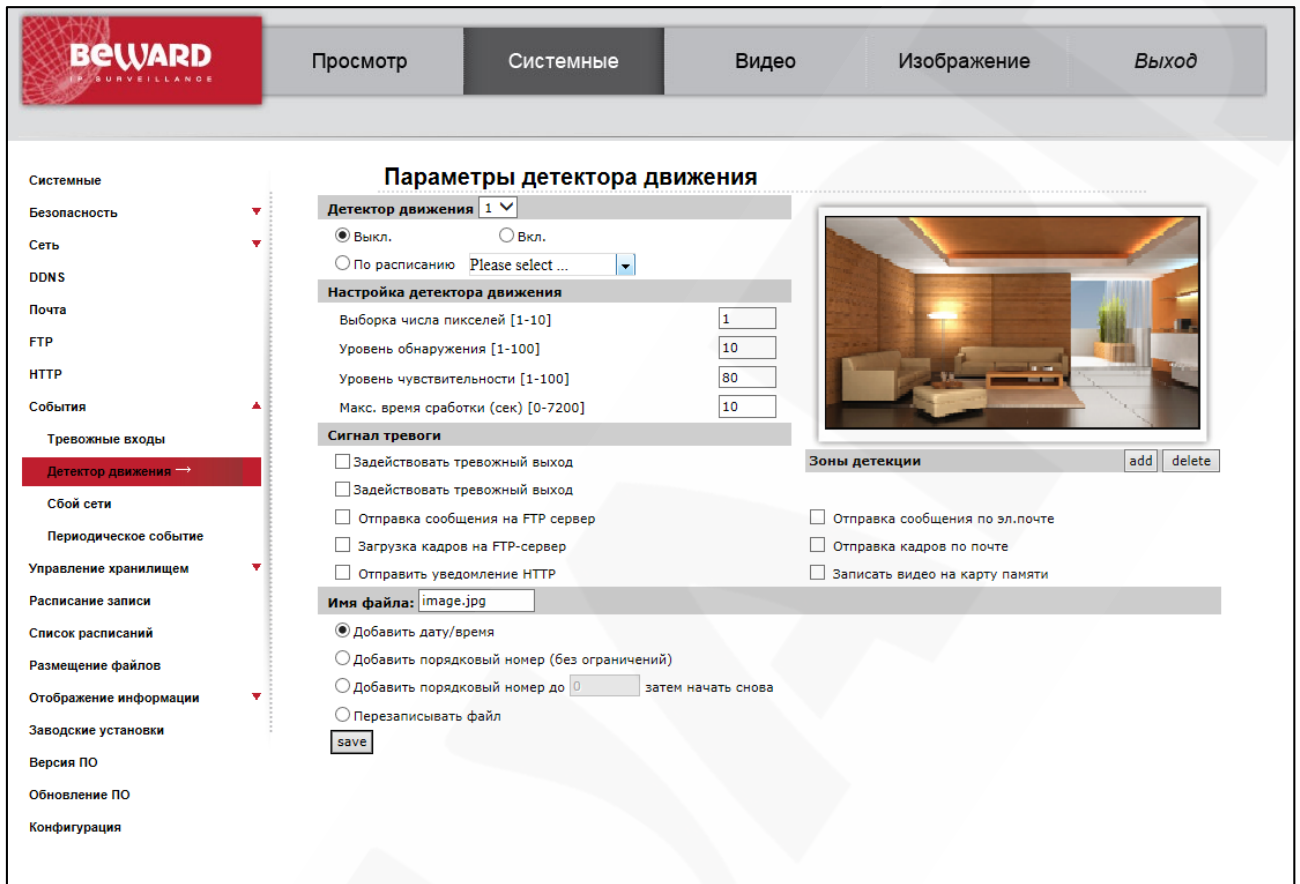 BEWARD
IP SURVEILLANCE
Просмотр
Системные
Видео
Изображение
Выход
Системные
Безопасность
Сеть
DDNS
Почта
FTP
HTTP
События
Тревожные входы
Детектор движения →
Сбой сети
Периодическое событие
Управление хранилищем
Расписание записи
Список расписаний
Размещение файлов
Отображение информации
Заводские установки
Версия ПО
Обновление ПО
Конфигурация
Параметры детектора движения
Детектор движения 1
Выкл. Вкл.
По расписанию Please select ...
Настройка детектора движения
Выборка числа пикселей [1-10] 1
Уровень обнаружения [1-100] 10
Уровень чувствительности [1-100] 80
Макс. время сработки (сек) [0-7200] 10
Сигнал тревоги
Зоны детекции add delete
Задействовать тревожный выход
Задействовать тревожный выход
Отправка сообщения на FTP сервер
Отправка сообщения по эл.почте
Загрузка кадров на FTP-сервер
Отправка кадров по почте
Отправить уведомление HTTP
Записать видео на карту памяти
Имя файла: image.jpg
Добавить дату/время
Добавить порядковый номер (без ограничений)
Добавить порядковый номер до 0 затем начать снова
Перезаписывать файл
save